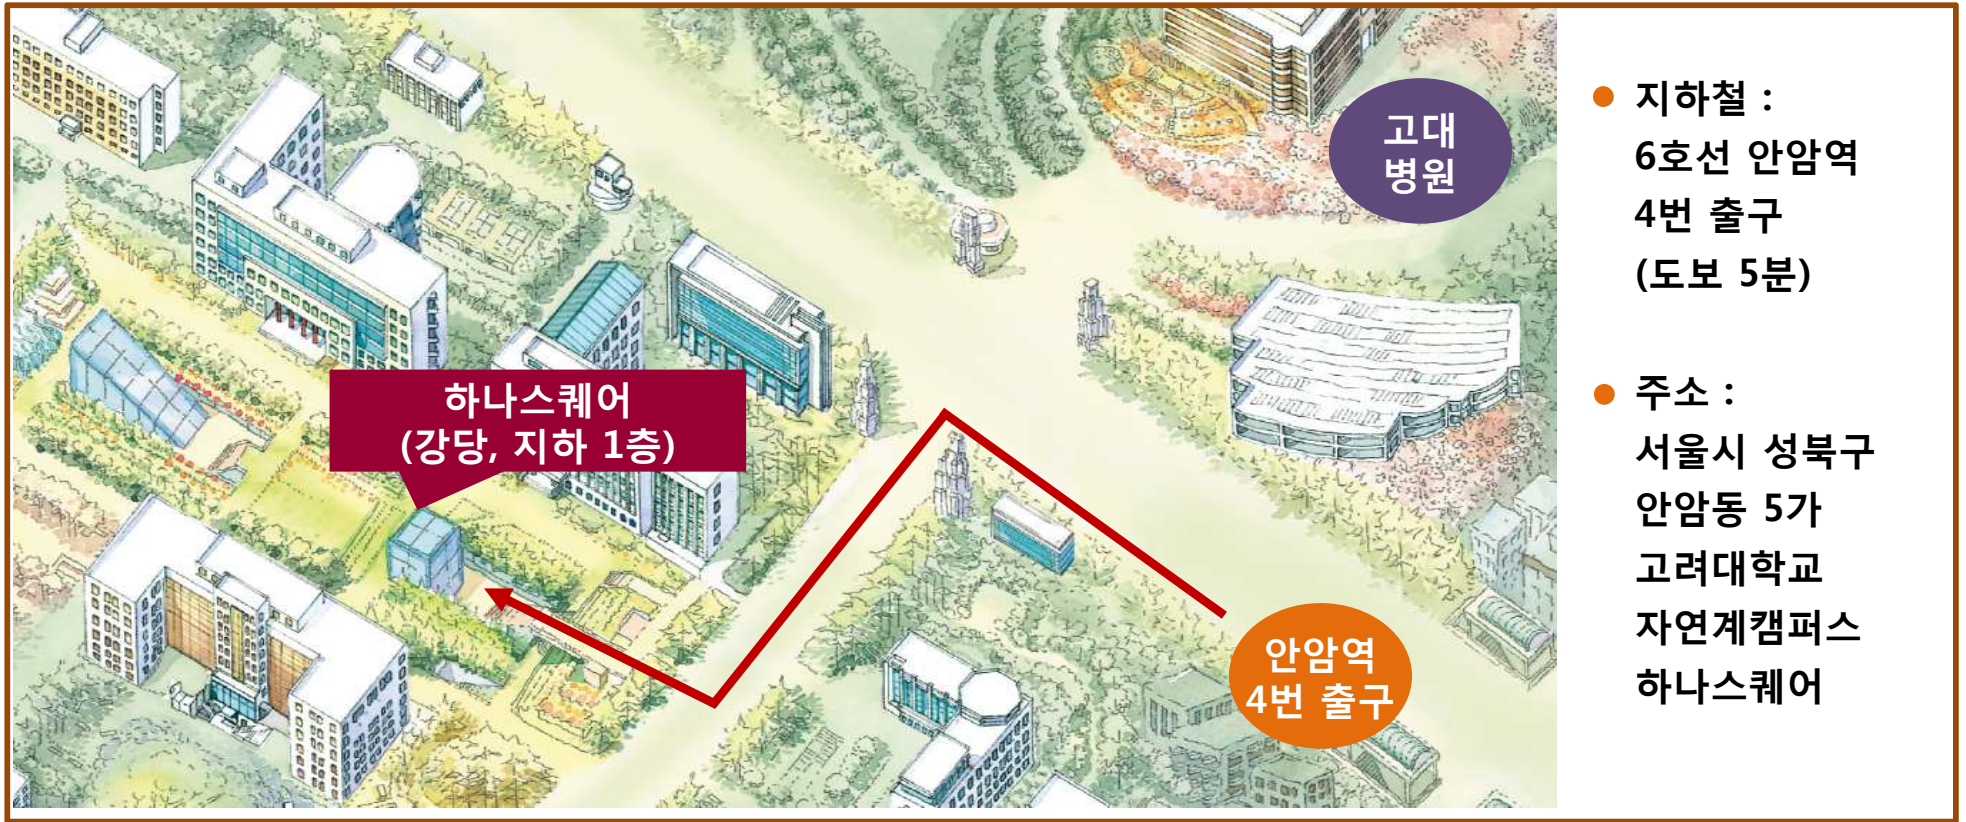 고대
병원
하나스퀘어
(강당, 지하 1층)
안암역
4번 출구
지하철 :
6호선 안암역
4번 출구
(도보 5분)
주소 :
서울시 성북구
안암동 5가
고려대학교
자연계캠퍼스
하나스퀘어